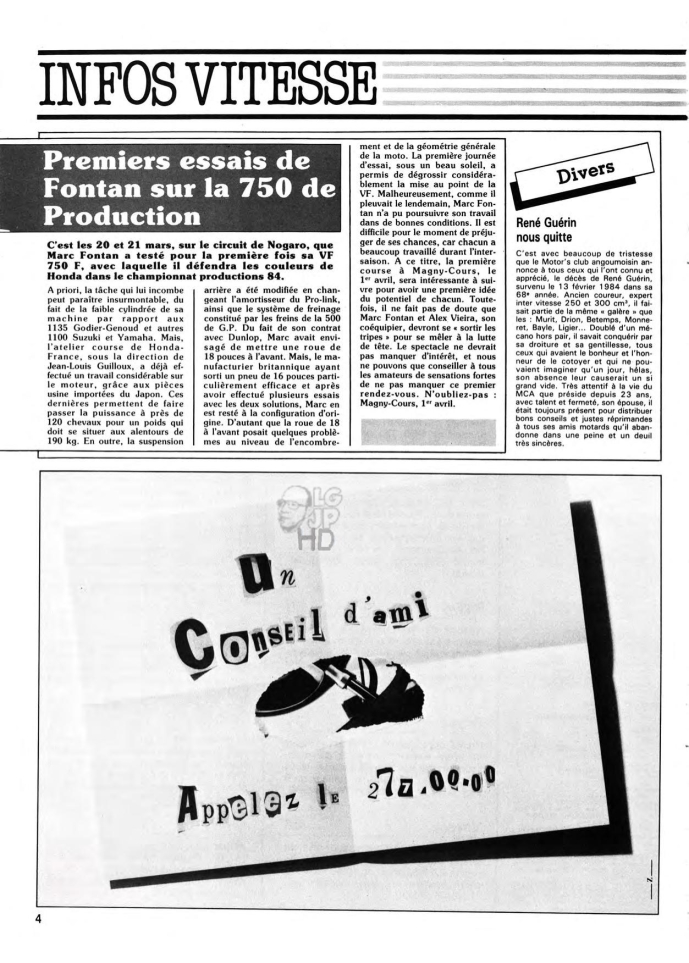 INFOS VITESSE
Premiers essais de
Fontan sur la 750 de
Production
C'est les 20 et 21 mars, sur le circuit de Nogaro, que
Marc Fontan a testé pour la première fois sa VF
750 F, avec laquelle il défendra les couleurs de
Honda dans le championnat productions 84.
A priori, la tâche qui lui incombe
peut paraître insurmontable, du
fait de la faible cylindrée de sa
machine par rapport aux
1135 Godier-Genoud et autres
1100 Suzuki et Yamaha. Mais,
l'atelier course de Honda-
France, sous la direction de
Jean-Louis Guilloux, a déjà ef-
fectué un travail considérable sur
le moteur, grâce aux pièces
usine importées du Japon. Ces
dernières permettent de faire
passer la puissance à près de
120 chevaux pour un poids qui
doit se situer aux alentours de
190 kg. En outre, la suspension
arrière a été modifiée en chan-
geant l'amortisseur du Pro-link,
ainsi que le système de freinage
constitué par les freins de la 500
de G.P. Du fait de son contrat
avec Dunlop, Marc avait envi-
sagé de mettre une roue de
18 pouces à l'avant. Mais, le ma-
nufacturier britannique ayant
sorti un pneu de 16 pouces parti-
culièrement efficace et après
avoir effectué plusieurs essais
avec les deux solutions, Marc en
est resté à la configuration d'ori-
gine. D'autant que la roue de 18
à l'avant posait quelques problè-
mes au niveau de l'encombre-
ment et de la géométrie générale
de la moto. La première journée
d'essai, sous un beau soleil, a
permis de dégrossir considéra-
blement la mise au point de la
VF. Malheureusement, comme il
pleuvait le lendemain, Marc Fon-
tan n'a pu poursuivre son travail
dans de bonnes conditions. Il est
difficile pour le moment de préju-
ger de ses chances, car chacun a
beaucoup travaillé durant l'inter-
saison. A ce titre, la première
course à Magny-Cours, le
1er avril, sera intéressante à sui-
vre pour avoir une première idée
du potentiel de chacun. Toute-
fois, il ne fait pas de doute que
Marc Fontan et Alex Vieira, son
coéquipier, devront se « sortir les
tripes » pour se mêler à la lutte
de tête. Le spectacle ne devrait
pas manquer d'intérêt, et nous
ne pouvons que conseiller à tous
les amateurs de sensations fortes
de ne pas manquer ce premier
rendez-vous. N'oubliez-pas :
Magny-Cours, 1er avril.
Divers
René Guérin
nous quitte
C'est avec beaucoup de tristesse
que le Motor's club angoumoisin an-
nonce à tous ceux qui l'ont connu et
apprécié, le décès de René Guérin,
survenu le 13 février 1984 dans sa
68e année. Ancien coureur, expert
inter vitesse 250 et 300 cm³, il fai-
sait partie de la même « galère » que
les : Murit, Drion, Betemps, Monne-
ret, Bayle, Ligier... Doublé d'un mé-
cano hors pair, il savait conquérir par
sa droiture et sa gentillesse, tous
ceux qui avaient le bonheur et l'hon-
neur de le cotoyer et qui ne pou-
vaient imaginer qu'un jour, hélas,
son absence leur causerait un si
grand vide. Très attentif à la vie du
MCA que préside depuis 23 ans,
avec talent et fermeté, son épouse, il
était toujours présent pour distribuer
bons conseils et justes réprimandes
à tous ses amis motards qu'il aban-
donne dans une peine et un deuil
très sincères.
LG
JP
HD
Un
Conseil d'ami
Appelez le 277.00.00
Z.
4